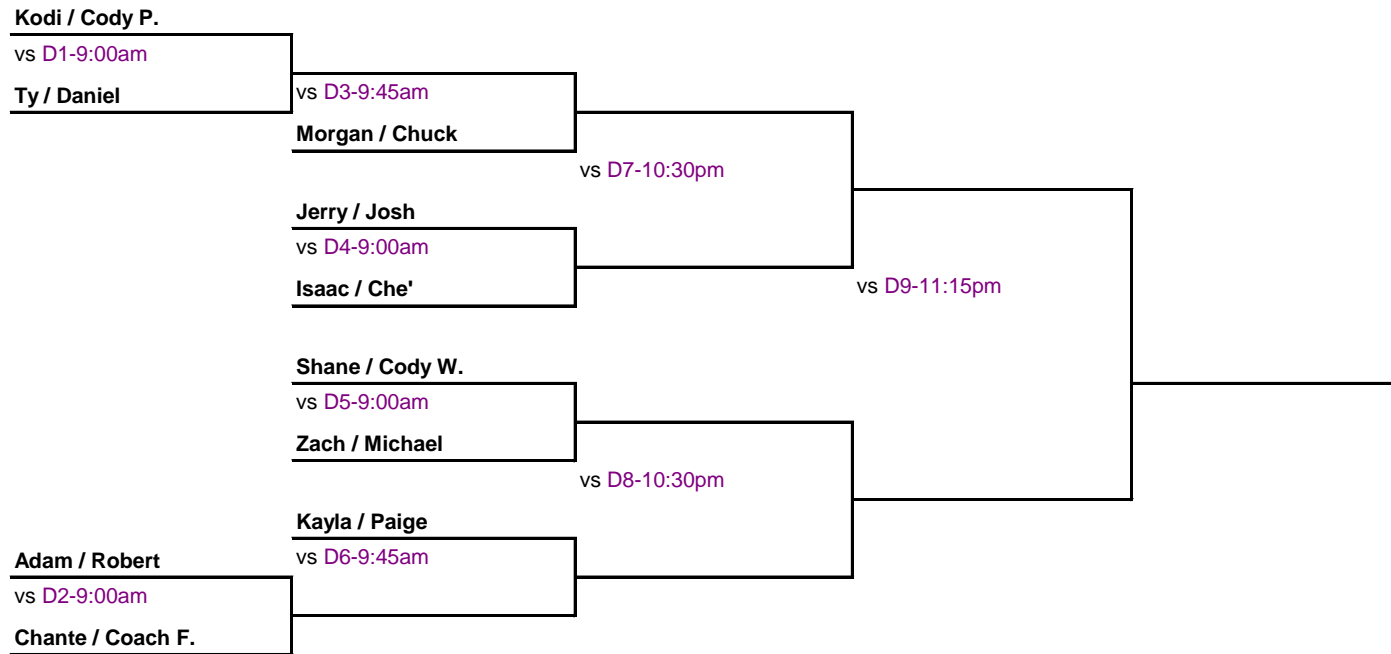 Kodi / Cody P.
vs D1-9:00am
Ty / Daniel
vs D3-9:45am
Morgan / Chuck
vs D7-10:30pm
Jerry / Josh
vs D4-9:00am
Isaac / Che'
vs D9-11:15pm
Shane / Cody W.
vs D5-9:00am
Zach / Michael
vs D8-10:30pm
Kayla / Paige
vs D6-9:45am
Adam / Robert
vs D2-9:00am
Chante / Coach F.